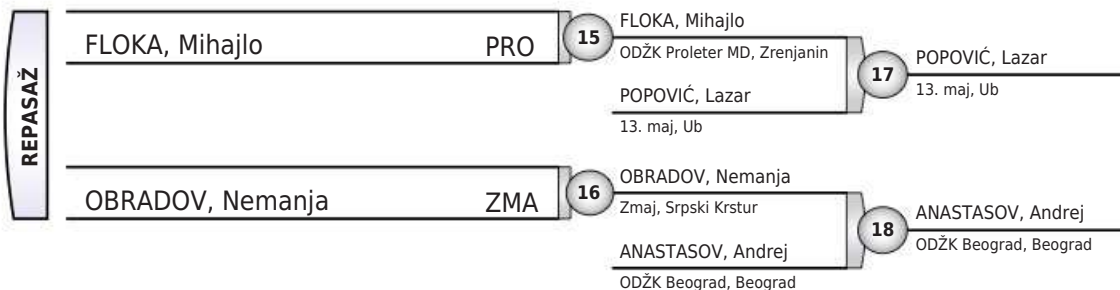 REPASAŽ
FLOKA, Mihajlo PRO
15
FLOKA, Mihajlo
ODŽK Proleter MD, Zrenjanin
POPOVIĆ, Lazar
13. maj, Ub
17
POPOVIĆ, Lazar
13. maj, Ub
OBRADOV, Nemanja ZMA
16
OBRADOV, Nemanja
Zmaj, Srpski Krstur
ANASTASOV, Andrej
ODŽK Beograd, Beograd
18
ANASTASOV, Andrej
ODŽK Beograd, Beograd